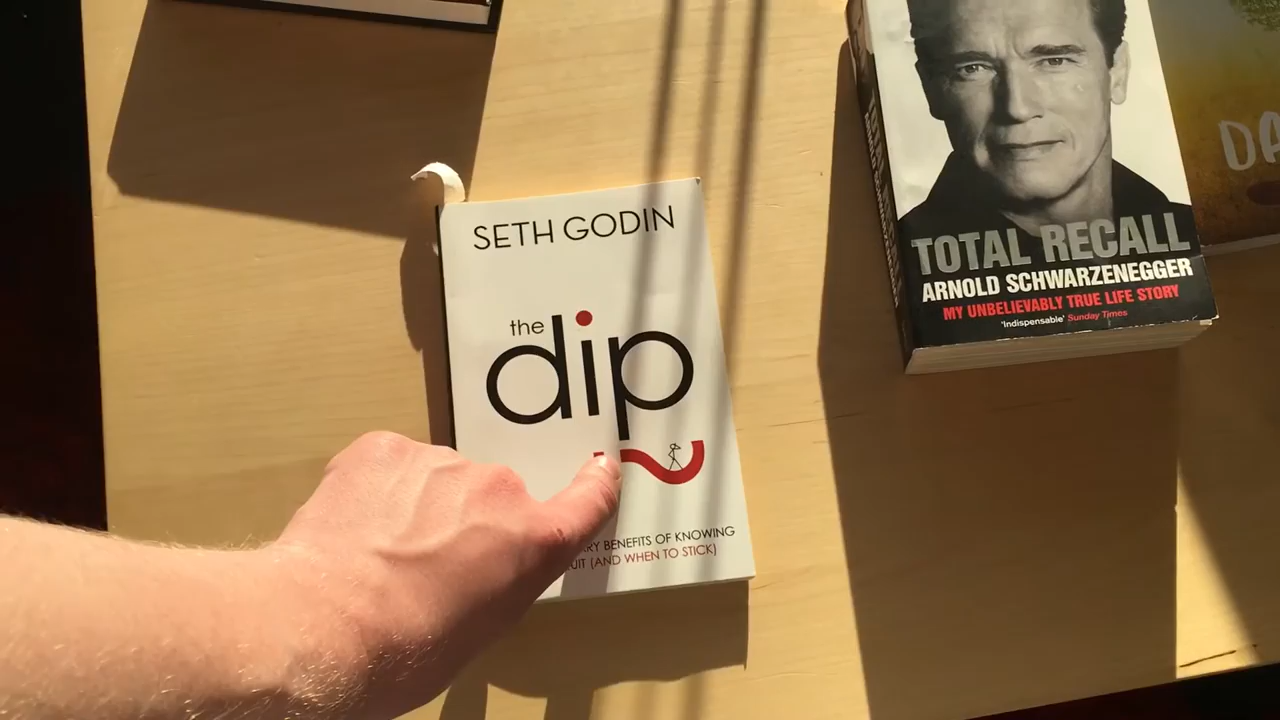 SETH GODIN
the
dip
BENEFITS OF KNOWING
(AND WHEN TO STICK)
TOTAL RECALL
ARNOLD SCHWARZENEGGER
MY UNBELIEVABLY TRUE LIFE STORY
'Indispensable' Sunday Times